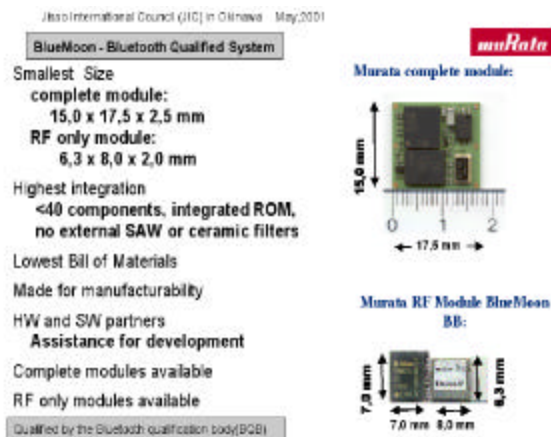 Jisso International Council (JIC) in Okinawa May,2001
BlueMoon - Bluetooth Qualified System
muRata
Smallest Size
complete module:
15,0 x 17,5 x 2,5 mm
RF only module:
6,3 x 8,0 x 2,0 mm
Highest integration
<40 components, integrated ROM,
no external SAW or ceramic filters
Lowest Bill of Materials
Made for manufacturability
HW and SW partners
Assistance for development
Complete modules available
RF only modules available
Qualified by the Bluetooth qualification body(BQB)
Murata complete module:
15,0 mm
0 1 2
17,5 mm
Murata RF Module BlueMoon
BB:
7,0 mm
6,3 mm
7,0 mm 8,0 mm